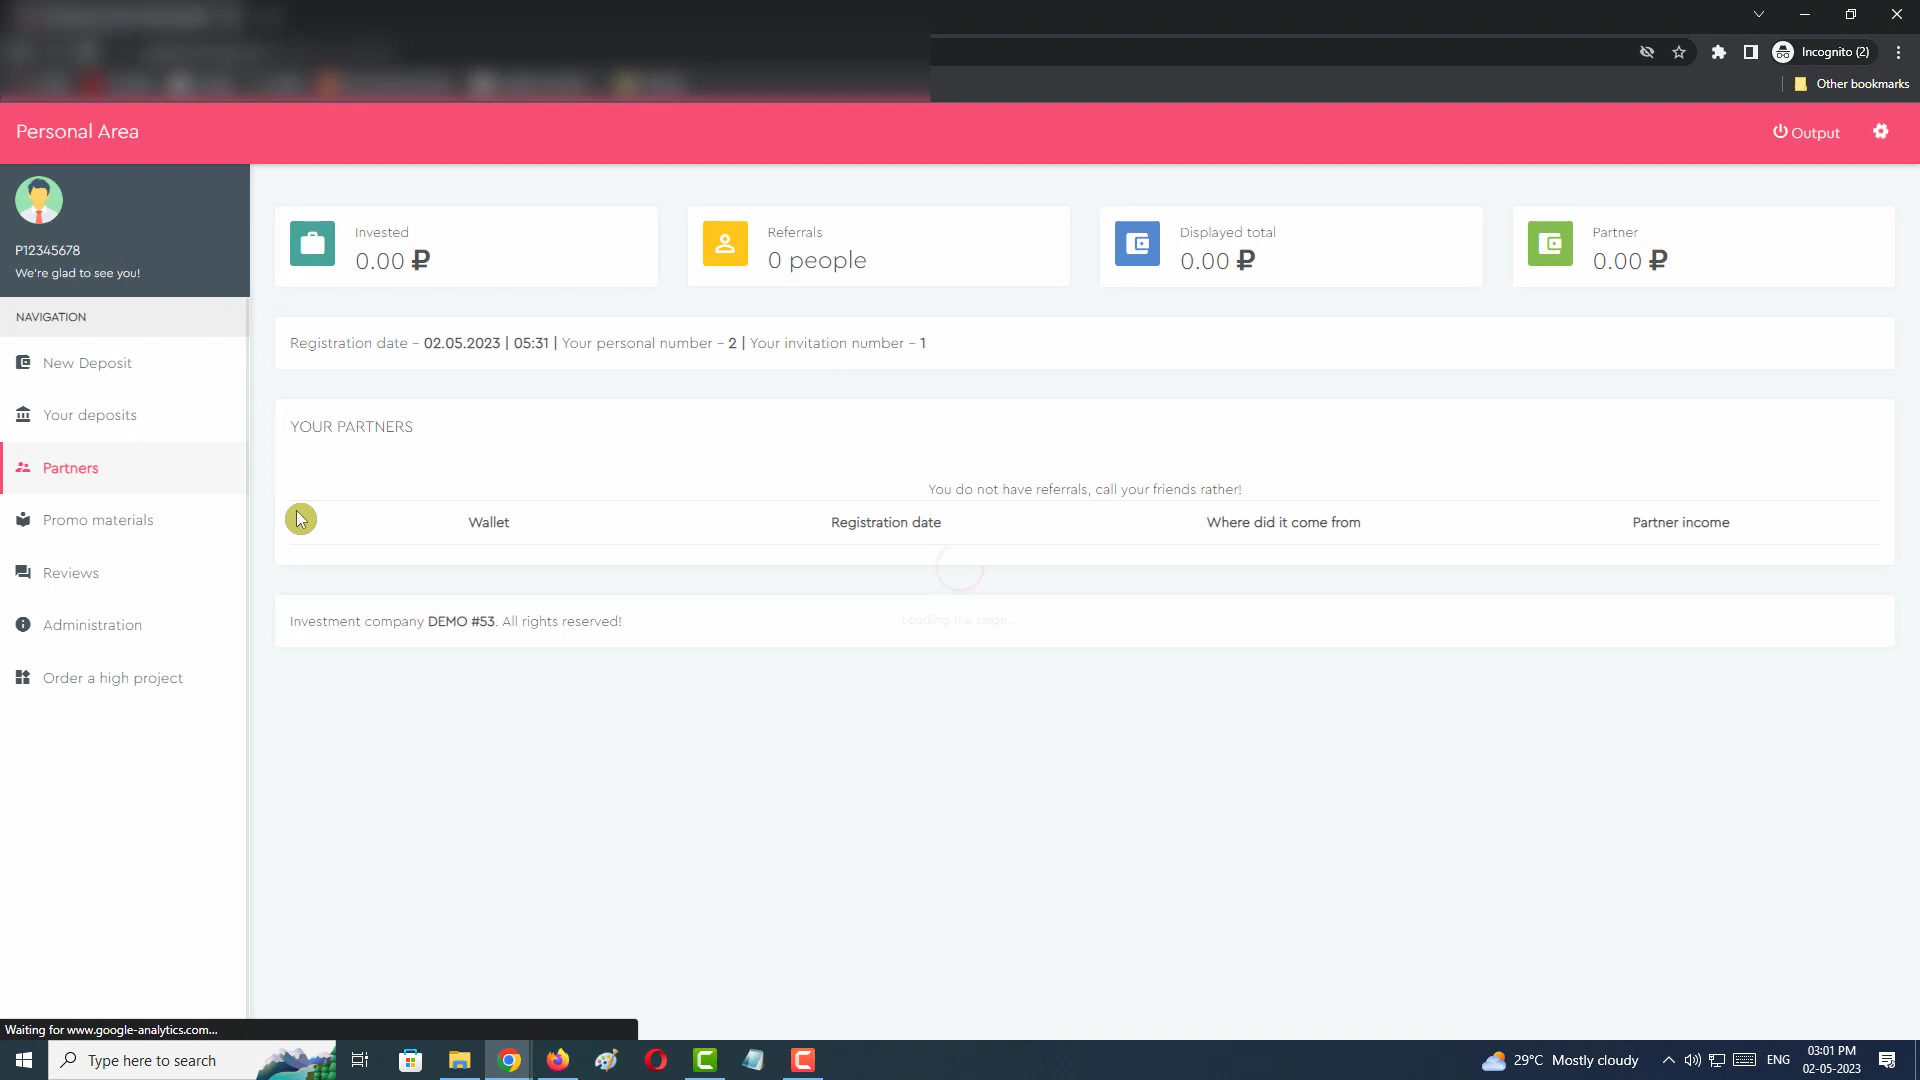 Incognito (2)
Other bookmarks
Personal Area
Output
P12345678
We're glad to see you!
NAVIGATION
New Deposit
Your deposits
Partners
Promo materials
Reviews
Administration
Order a high project
Invested
0.00 ₽
Referrals
0 people
Displayed total
0.00 ₽
Partner
0.00 ₽
Registration date – 02.05.2023 | 05:31 | Your personal number – 2 | Your invitation number – 1
YOUR PARTNERS
You do not have referrals, call your friends rather!
Wallet Registration date Where did it come from Partner income
Loading the page...
Investment company DEMO #53. All rights reserved!
Waiting for www.google-analytics.com...
Type here to search
29°C Mostly cloudy
ENG
03:01 PM
02-05-2023